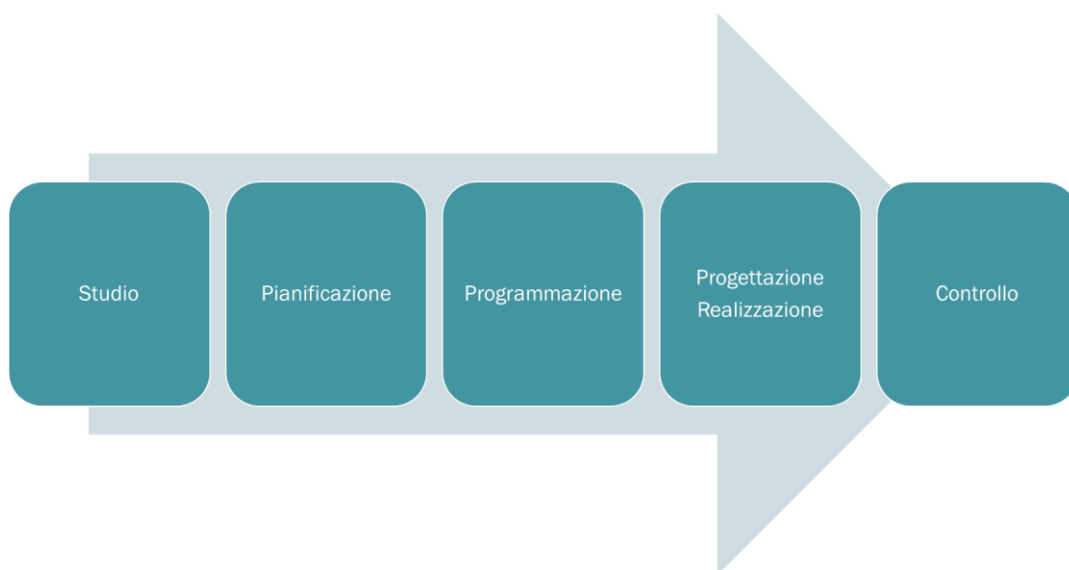 Studio
Pianificazione
Programmazione
Progettazione
Realizzazione
Controllo